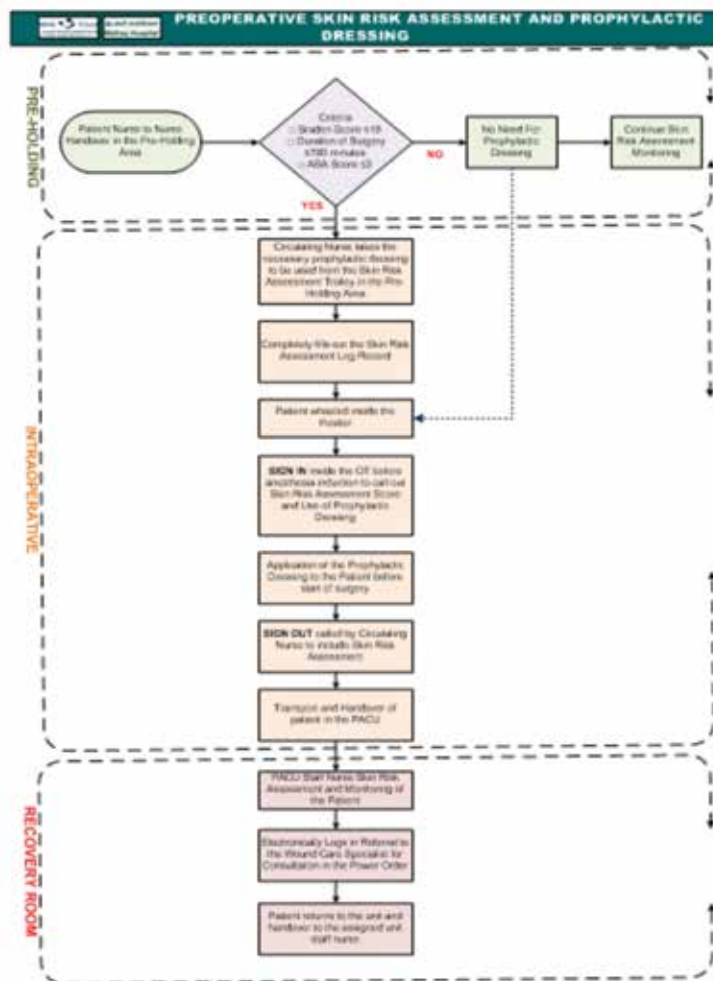 PREOPERATIVE SKIN RISK ASSESSMENT AND PROPHYLACTIC
DRESSING
PRE-HOLDING
Patient Nurse to Nurse
Handover in the Pre-Holding
Area
Criteria
Braden Score ≤18
Duration of Surgery
minutes
ASA Score ≤3
NO
YES
No Need For
Prophylactic
Dressing
Continue Skin
Risk Assessment
Monitoring
INTRAOPERATIVE
Circulating Nurse takes the
necessary prophylactic dressing
to be used from the Skin Risk
Assessment Trolley in the Pre-
Holding Area
Completely fills-out the Skin Risk
Assessment Log Record
Patient wheeled inside the
theater
SIGN IN inside the OT before
anesthesia induction to call out
Skin Risk Assessment Score
and Use of Prophylactic
Dressing
Application of the Prophylactic
Dressing to the Patient before
start of surgery
SIGN OUT called by Circulating
Nurse to include Skin Risk
Assessment
Transport and Handover of
patient in the PACU
RECOVERY ROOM
PACU Staff Nurse Skin Risk
Assessment and Monitoring of
the Patient
Electronically Logs in Referral to
the Wound Care Specialist for
Consultation in the Power Order
Patient returns to the unit and
handover to the assigned unit
staff nurse